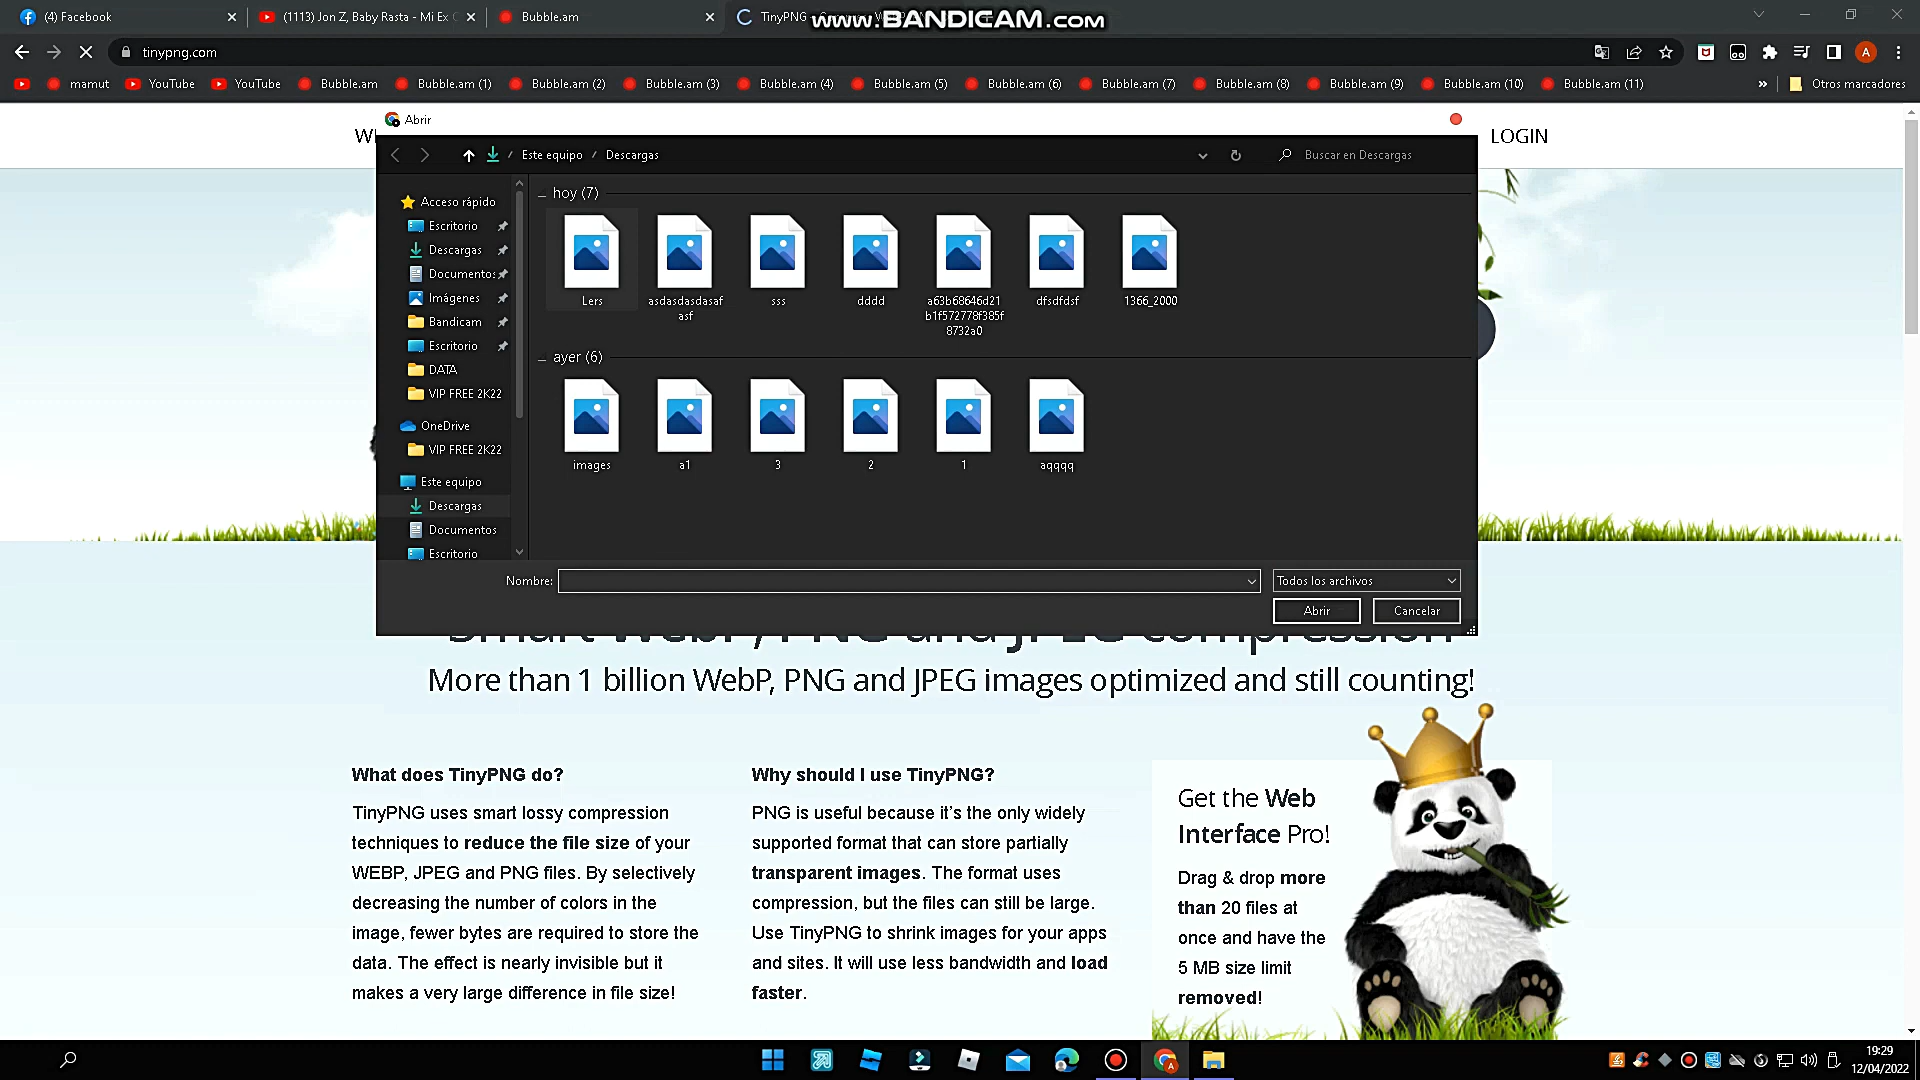 (4) Facebook
(1113) Jon Z, Baby Rasta - Mi Ex
Bubble.am
TinyPNG
www.BANDICAM.com
tinypng.com
mamut
YouTube
YouTube
Bubble.am
Bubble.am (1)
Bubble.am (2)
Bubble.am (3)
Bubble.am (4)
Bubble.am (5)
Bubble.am (6)
Bubble.am (7)
Bubble.am (8)
Bubble.am (9)
Bubble.am (10)
Bubble.am (11)
»
Otros marcadores
Abrir
LOGIN
Este equipo / Descargas
Buscar en Descargas
Acceso rápido
Escritorio
Descargas
Documentos
Imágenes
Bandicam
Escritorio
DATA
VIP FREE 2K22
OneDrive
VIP FREE 2K22
Este equipo
Descargas
Documentos
Escritorio
hoy (7)
Lers
asdasdasdasaf
asf
sss
dddd
a63b68646d21
b1f572778f385f
8732a0
dfsdfdsf
1366_2000
ayer (6)
images
a1
3
2
1
aqqqq
Nombre:
Todos los archivos
Abrir
Cancelar
Smart WebP, PNG and JPEG compression
More than 1 billion WebP, PNG and JPEG images optimized and still counting!
What does TinyPNG do?
TinyPNG uses smart lossy compression
techniques to reduce the file size of your
WEBP, JPEG and PNG files. By selectively
decreasing the number of colors in the
image, fewer bytes are required to store the
data. The effect is nearly invisible but it
makes a very large difference in file size!
Why should I use TinyPNG?
PNG is useful because it’s the only widely
supported format that can store partially
transparent images. The format uses
compression, but the files can still be large.
Use TinyPNG to shrink images for your apps
and sites. It will use less bandwidth and load
faster.
Get the Web
Interface Pro!
Drag & drop more
than 20 files at
once and have the
5 MB size limit
removed!
19:29
12/04/2022